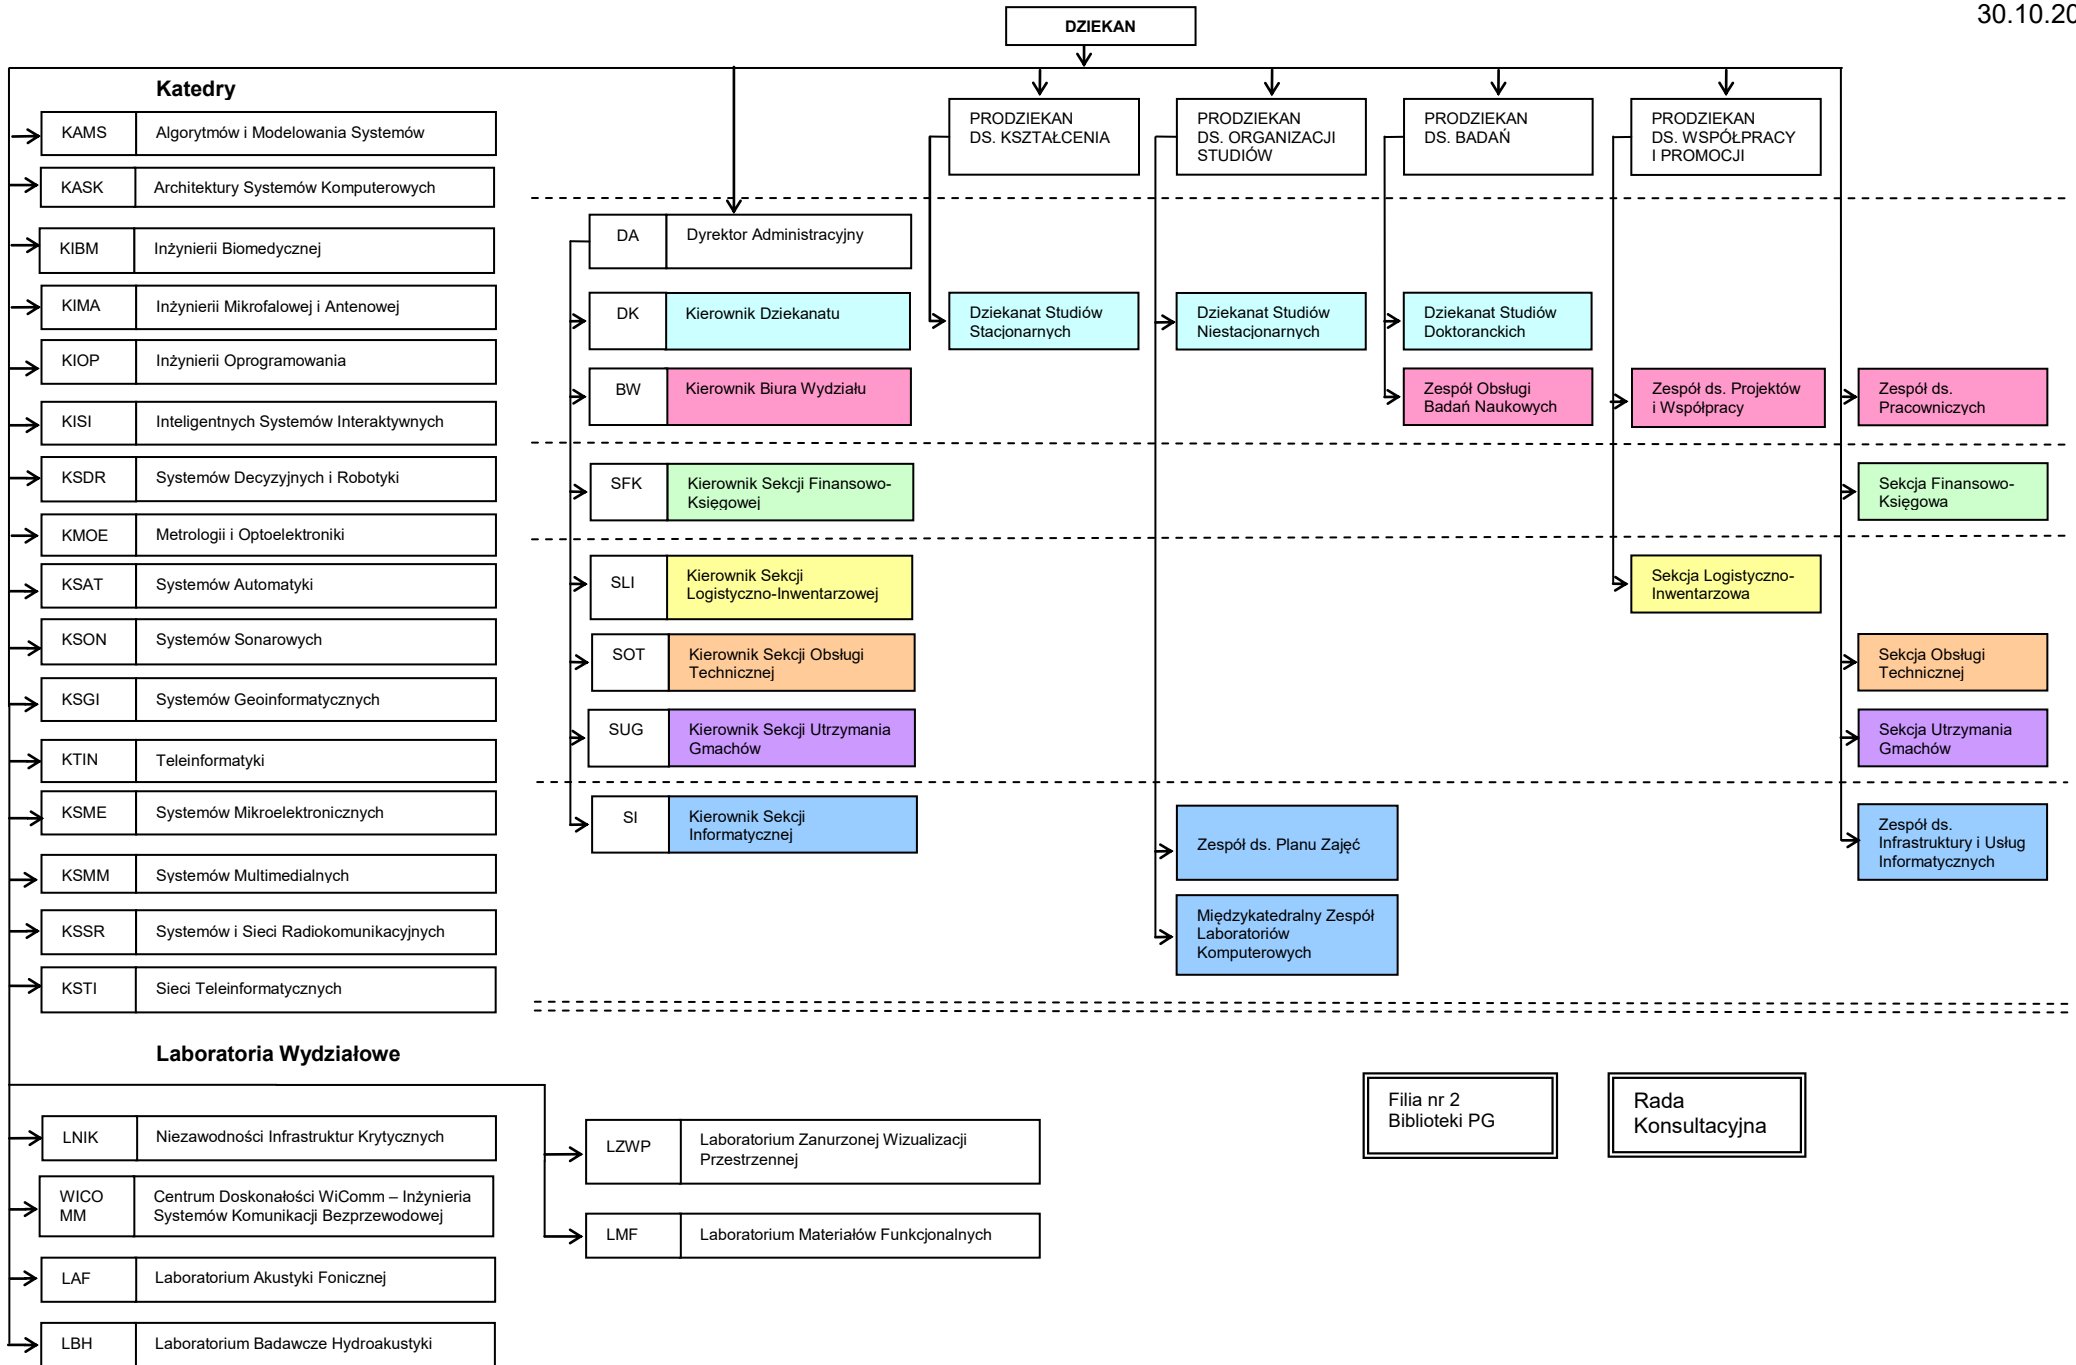 30.10.20
DZIEKAN
Katedry
KAMS Algorytmów i Modelowania Systemów
KASK Architektury Systemów Komputerowych
KIBM Inżynierii Biomedycznej
KIMA Inżynierii Mikrofalowej i Antenowej
KIOP Inżynierii Oprogramowania
KISI Inteligentnych Systemów Interaktywnych
KSDR Systemów Decyzyjnych i Robotyki
KMOE Metrologii i Optoelektroniki
KSAT Systemów Automatyki
KSON Systemów Sonarowych
KSGI Systemów Geoinformatycznych
KTIN Teleinformatyki
KSME Systemów Mikroelektronicznych
KSMM Systemów Multimedialnych
KSSR Systemów i Sieci Radiokomunikacyjnych
KSTI Sieci Teleinformatycznych
PRODZIEKAN
DS. KSZTAŁCENIA
PRODZIEKAN
DS. ORGANIZACJI
STUDIÓW
PRODZIEKAN
DS. BADAŃ
PRODZIEKAN
DS. WSPÓŁPRACY
I PROMOCJI
DA Dyrektor Administracyjny
DK Kierownik Dziekanatu
Dziekanat Studiów
Stacjonarnych
Dziekanat Studiów
Niestacjonarnych
Dziekanat Studiów
Doktoranckich
BW Kierownik Biura Wydziału
Zespół Obsługi
Badań Naukowych
Zespół ds. Projektów
i Współpracy
Zespół ds.
Pracowniczych
SFK Kierownik Sekcji Finansowo-
Księgowej
Sekcja Finansowo-
Księgowa
SLI Kierownik Sekcji
Logistyczno-Inwentarzowej
Sekcja Logistyczno-
Inwentarzowa
SOT Kierownik Sekcji Obsługi
Technicznej
Sekcja Obsługi
Technicznej
SUG Kierownik Sekcji Utrzymania
Gmachów
Sekcja Utrzymania
Gmachów
SI Kierownik Sekcji
Informatycznej
Zespół ds. Planu Zajęć
Zespół ds.
Infrastruktury i Usług
Informatycznych
Międzykatedralny Zespół
Laboratoriów
Komputerowych
Laboratoria Wydziałowe
LNIK Niezawodności Infrastruktur Krytycznych
WICO
MM
Centrum Doskonałości WiComm – Inżynieria
Systemów Komunikacji Bezprzewodowej
LAF Laboratorium Akustyki Fonicznej
LBH Laboratorium Badawcze Hydroakustyki
LZWP Laboratorium Zanurzonej Wizualizacji
Przestrzennej
LMF Laboratorium Materiałów Funkcjonalnych
Filia nr 2
Biblioteki PG
Rada
Konsultacyjna